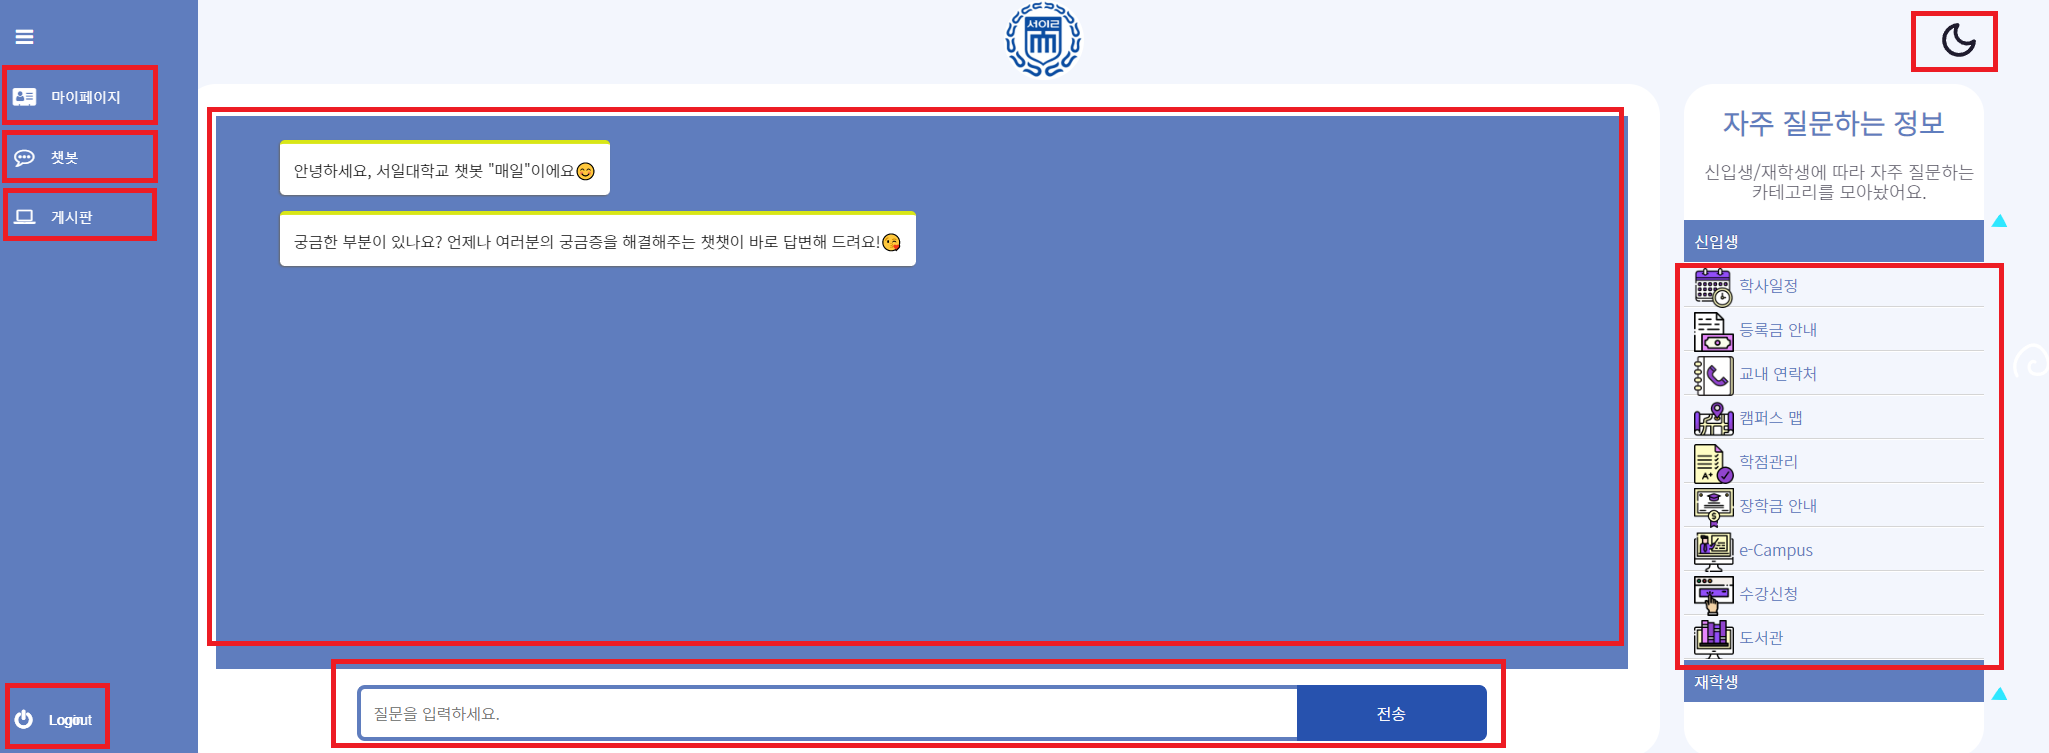 서일
마이페이지
챗봇
게시판
안녕하세요, 서일대학교 챗봇 "매일"이에요😊
궁금한 부분이 있나요? 언제나 여러분의 궁금증을 해결해주는 챗챗이 바로 답변해 드려요!😘
질문을 입력하세요.
전송
자주 질문하는 정보
신입생/재학생에 따라 자주 질문하는
카테고리를 모아놨어요.
신입생
학사일정
등록금 안내
교내 연락처
캠퍼스 맵
학점관리
A+
장학금 안내
e-Campus
수강신청
도서관
재학생